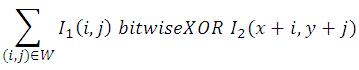 ∑ I₁(i,j) bitwiseXOR I₂(x + i, y + j)
(i,j)∈W